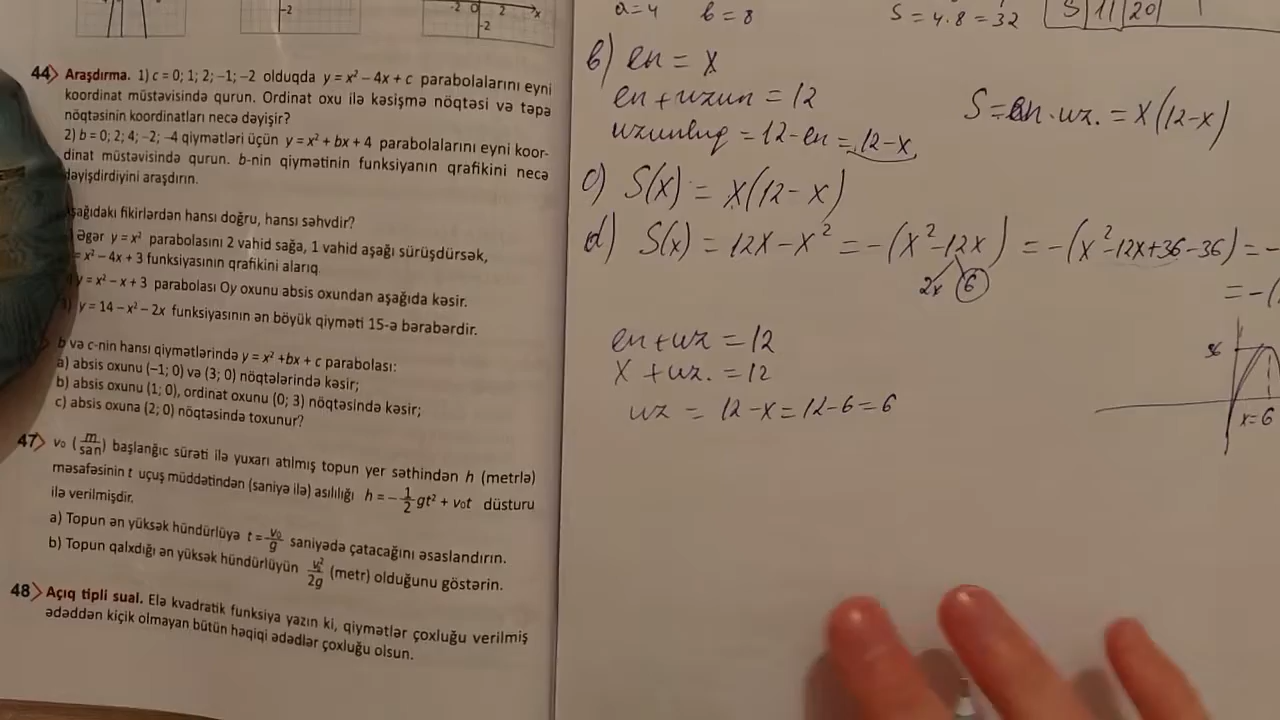 -2
-2 0 2 x
-2
44 Araşdırma. 1) c = 0; 1; 2; –1; –2 olduqda y = x² – 4x + c parabolalarını eyni
koordinat müstəvisində qurun. Ordinat oxu ilə kəsişmə nöqtəsi və təpə
nöqtəsinin koordinatları necə dəyişir?
2) b = 0; 2; 4; –2; –4 qiymətləri üçün y = x² + bx + 4 parabolalarını eyni koor-
dinat müstəvisində qurun. b-nin qiymətinin funksiyanın qrafikini necə
dəyişdirdiyini araşdırın.
şağıdakı fikirlərdən hansı doğru, hansı səhvdir?
Əgər y = x² parabolasını 2 vahid sağa, 1 vahid aşağı sürüşdürsək,
= x² – 4x + 3 funksiyasının qrafikini alarıq.
y = x² – x + 3 parabolası Oy oxunu absis oxundan aşağıda kəsir.
) y = 14 – x² – 2x funksiyasının ən böyük qiyməti 15-ə bərabərdir.
b və c-nin hansı qiymətlərində y = x² +bx + c parabolası:
a) absis oxunu (–1; 0) və (3; 0) nöqtələrində kəsir;
b) absis oxunu (1; 0), ordinat oxunu (0; 3) nöqtəsində kəsir;
c) absis oxuna (2; 0) nöqtəsində toxunur?
47 v₀ (m/san) başlanğıc sürəti ilə yuxarı atılmış topun yer səthindən h (metrlə)
məsafəsinin t uçuş müddətindən (saniyə ilə) asılılığı h = – 1/2 gt² + v₀t düsturu
ilə verilmişdir.
a) Topun ən yüksək hündürlüyə t = v₀/g saniyədə çatacağını əsaslandırın.
b) Topun qalxdığı ən yüksək hündürlüyün v₀²/2g (metr) olduğunu göstərin.
48 Açıq tipli sual. Elə kvadratik funksiya yazın ki, qiymətlər çoxluğu verilmiş
ədəddən kiçik olmayan bütün həqiqi ədədlər çoxluğu olsun.
a=4 b=8 S=4.8=32 S 11 20
b) en = x
en+uzun = 12
uzunluq = 12-en = 12-x
S= en . uz. = x(12-x)
c) S(x) = x(12-x)
d) S(x) = 12x-x² = -(x²-12x) = -(x²-12x+36-36) = -
2x 6
= -(
en+uz = 12
x +uz. = 12
uz = 12-x=12-6=6
36
x=6